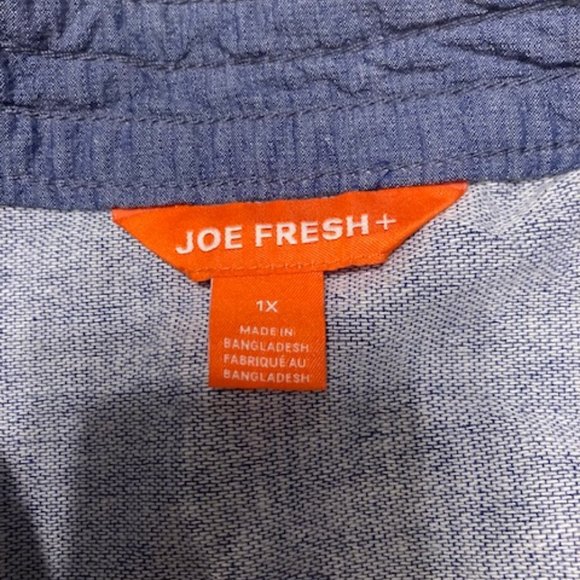 JOE FRESH+
1X
MADE IN
BANGLADESH
FABRIQUÉ AU
BANGLADESH